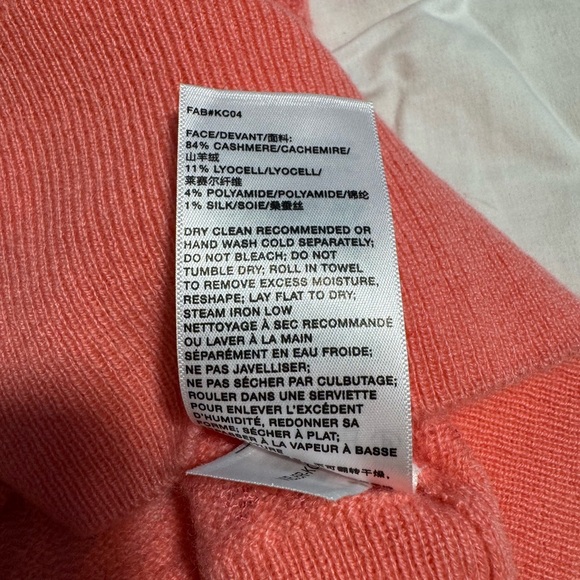 FAB#KC04
FACE/DEVANT/面料:
84% CASHMERE/CACHEMIRE/
山羊绒
11% LYOCELL/LYOCELL/
莱赛尔纤维
4% POLYAMIDE/POLYAMIDE/锦纶
1% SILK/SOIE/桑蚕丝
DRY CLEAN RECOMMENDED OR
HAND WASH COLD SEPARATELY;
DO NOT BLEACH; DO NOT
TUMBLE DRY; ROLL IN TOWEL
TO REMOVE EXCESS MOISTURE,
RESHAPE; LAY FLAT TO DRY;
STEAM IRON LOW
NETTOYAGE À SEC RECOMMANDÉ
OU LAVER À LA MAIN
SÉPARÉMENT EN EAU FROIDE;
NE PAS JAVELLISER;
NE PAS SÉCHER PAR CULBUTAGE;
ROULER DANS UNE SERVIETTE
POUR ENLEVER L'EXCÉDENT
D'HUMIDITÉ, REDONNER SA
FORME; SÉCHER À PLAT;
À LA VAPEUR À BASSE
可翻转干燥,